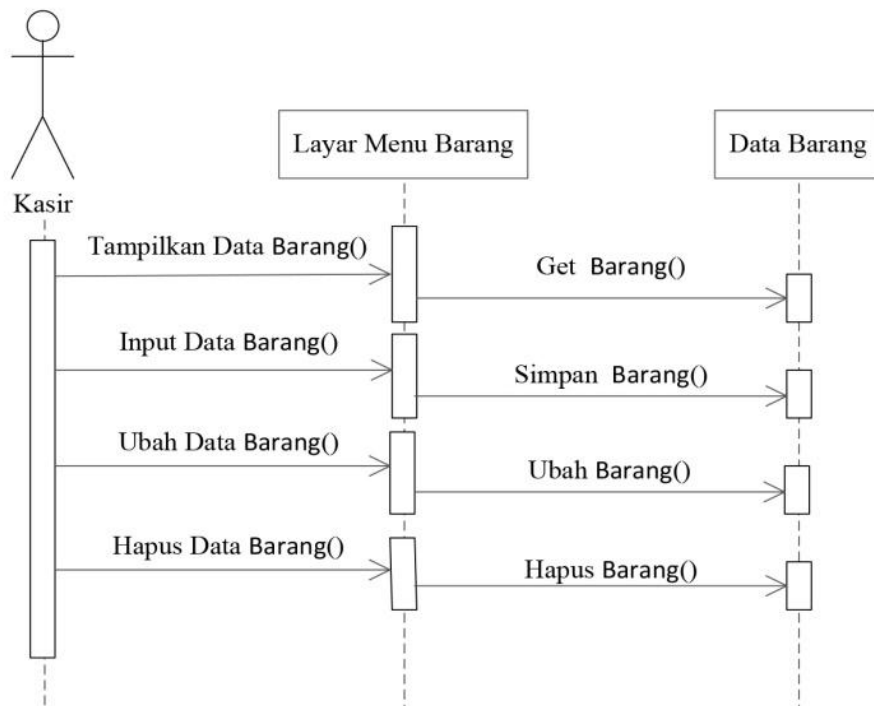 Kasir
Layar Menu Barang
Data Barang
Tampilkan Data Barang()
Get Barang()
Input Data Barang()
Simpan Barang()
Ubah Data Barang()
Ubah Barang()
Hapus Data Barang()
Hapus Barang()